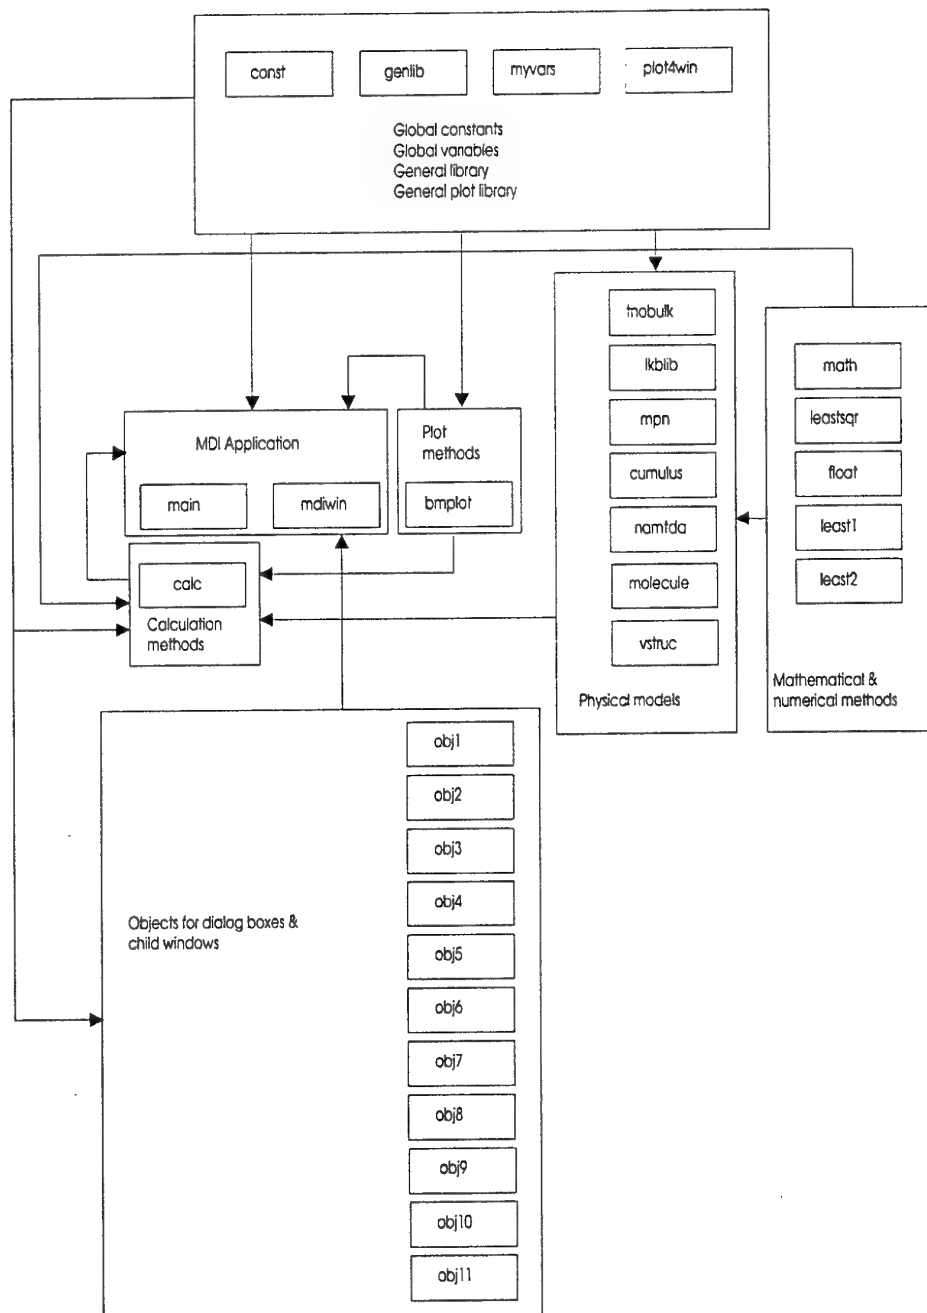 const
genlib
myvars
plot4win
Global constants
Global variables
General library
General plot library
tnobulk
lkblib
mpn
cumulus
namtda
molecule
vstruc
Physical models
math
leastsqr
float
least1
least2
Mathematical &
numerical methods
MDI Application
main
mdiwin
Plot
methods
bmplot
calc
Calculation
methods
Objects for dialog boxes &
child windows
obj1
obj2
obj3
obj4
obj5
obj6
obj7
obj8
obj9
obj10
obj11